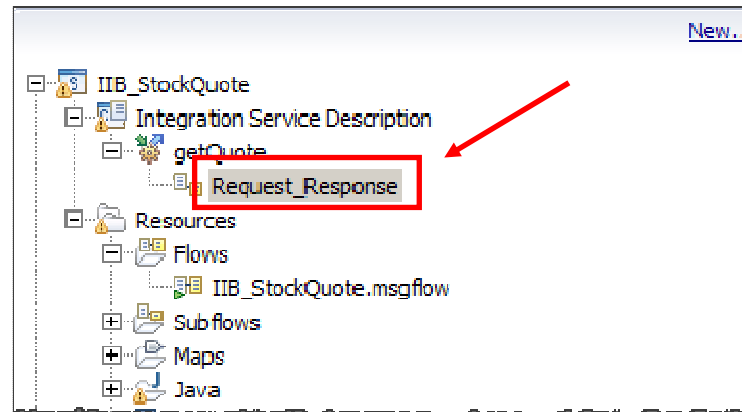 New..
IIB_StockQuote
Integration Service Description
getQuote
Request_Response
Resources
Flows
IIB_StockQuote.msgflow
Subflows
Maps
Java